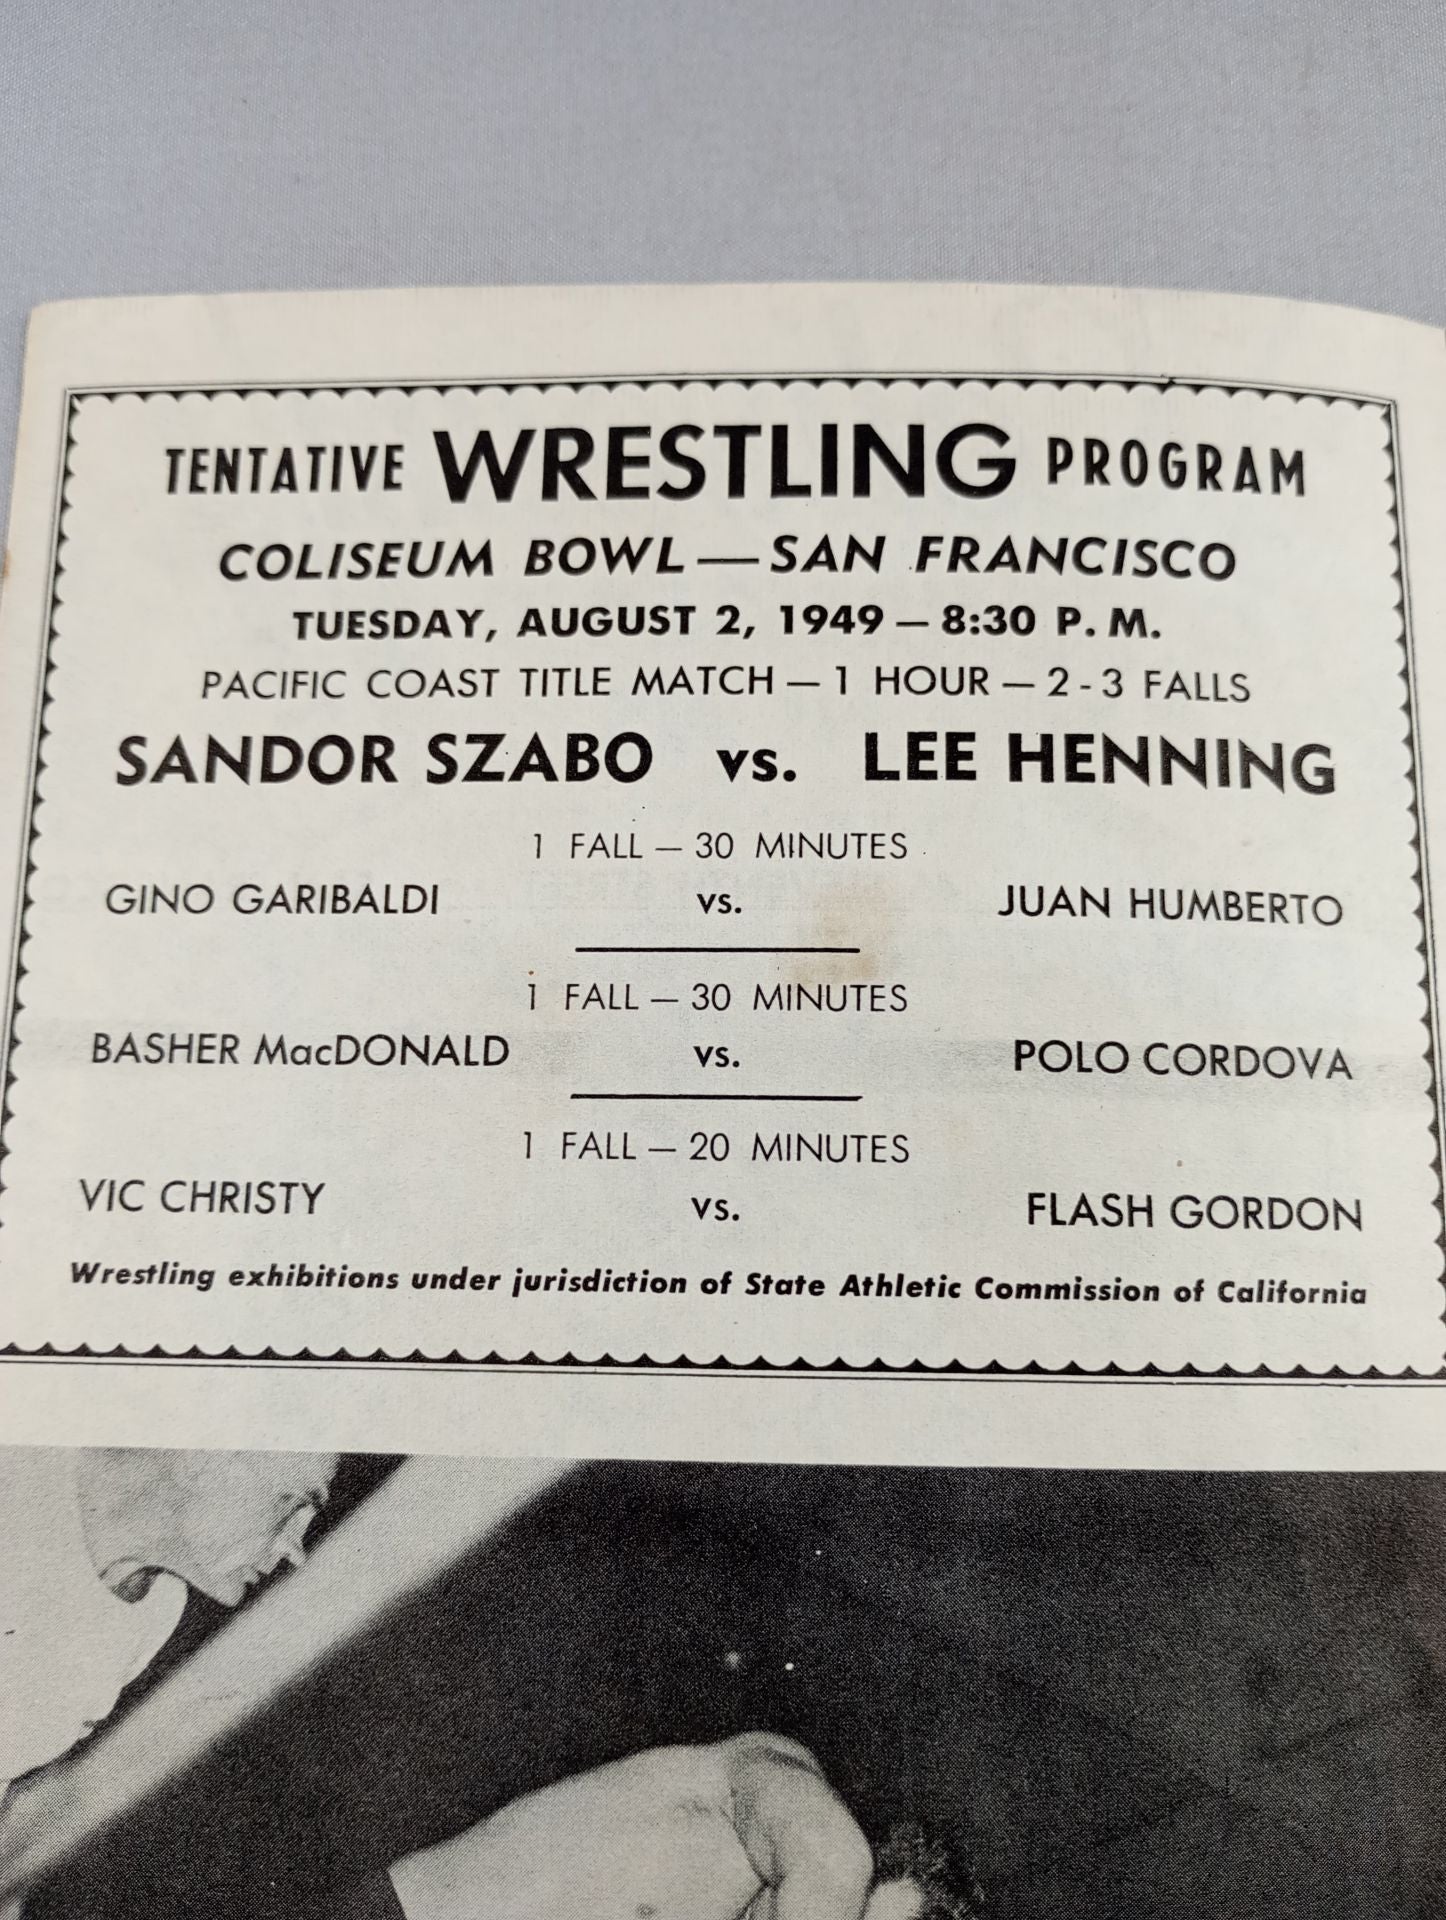 TENTATIVE WRESTLING PROGRAM
COLISEUM BOWL — SAN FRANCISCO
TUESDAY, AUGUST 2, 1949 — 8:30 P. M.
PACIFIC COAST TITLE MATCH — 1 HOUR — 2 - 3 FALLS
SANDOR SZABO vs. LEE HENNING
1 FALL — 30 MINUTES
GINO GARIBALDI vs. JUAN HUMBERTO
1 FALL — 30 MINUTES
BASHER MacDONALD vs. POLO CORDOVA
1 FALL — 20 MINUTES
VIC CHRISTY vs. FLASH GORDON
Wrestling exhibitions under jurisdiction of State Athletic Commission of California